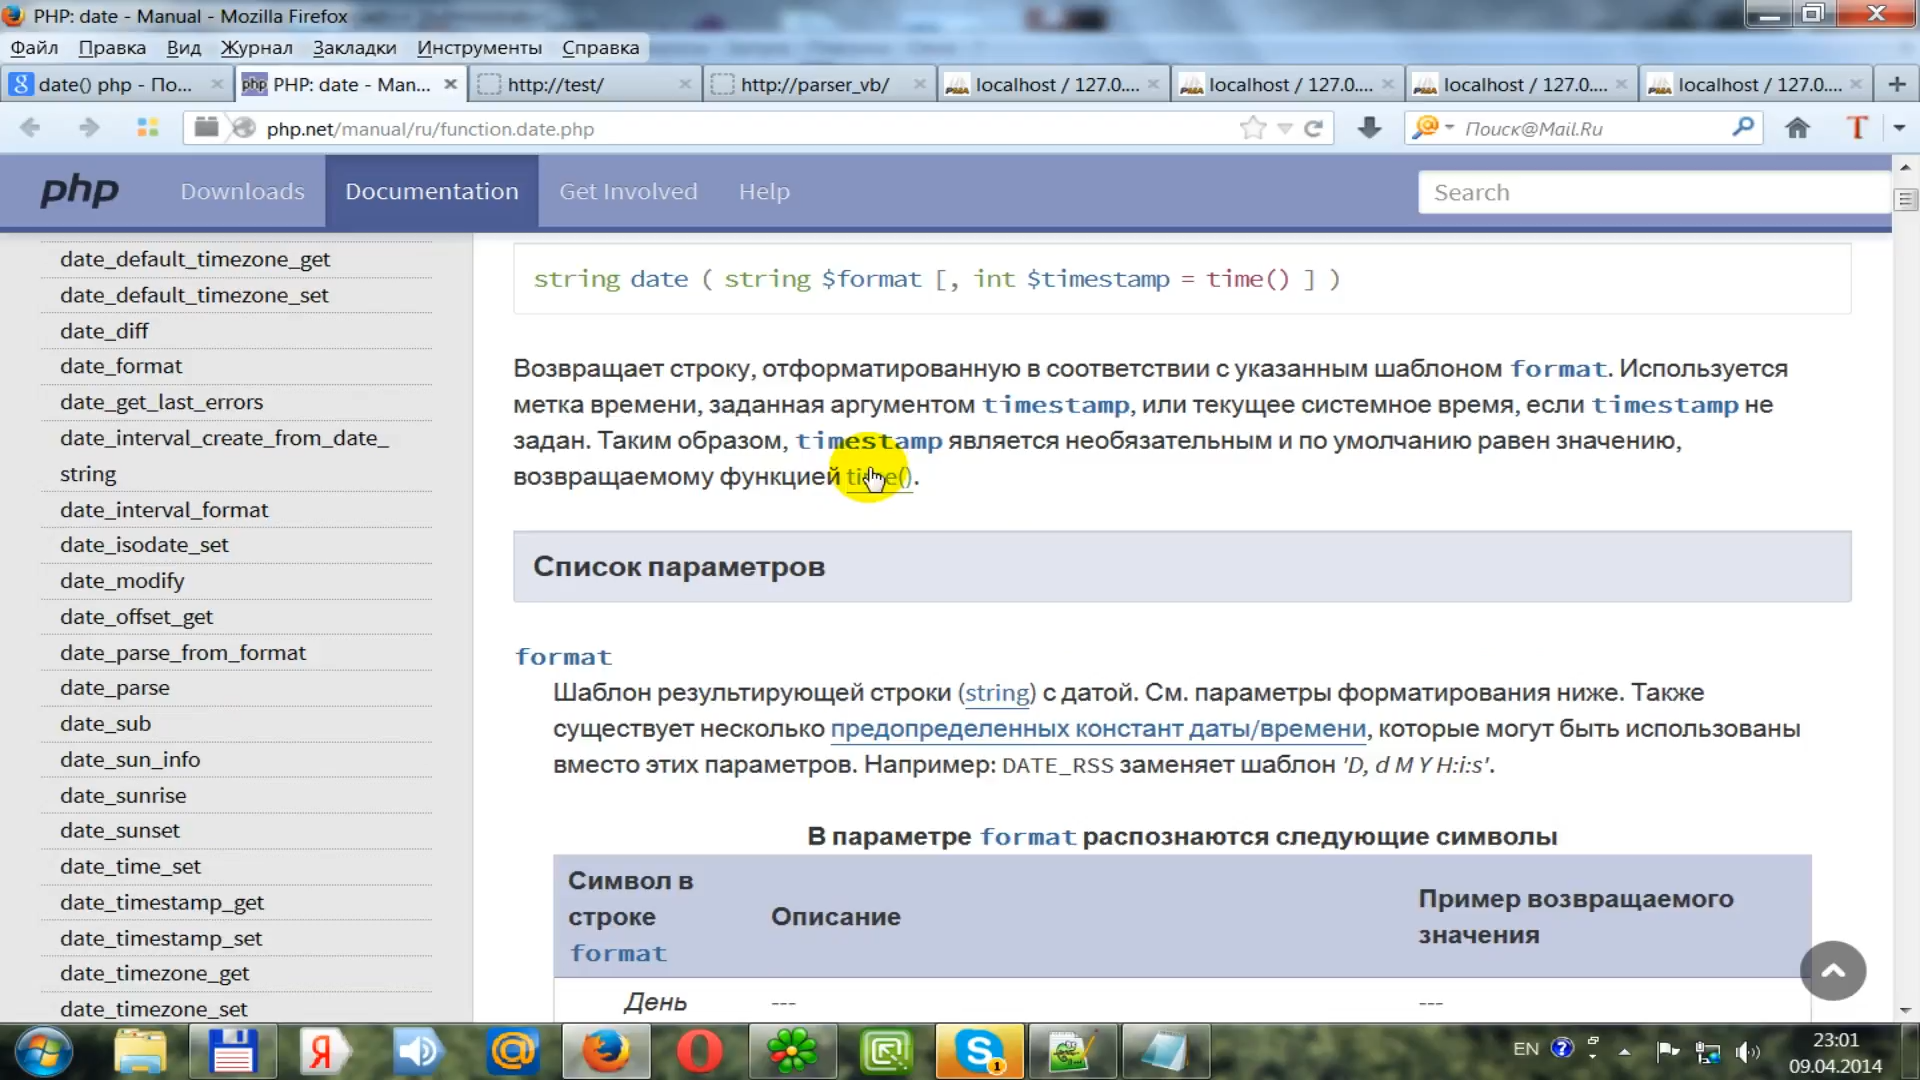 PHP: date - Manual - Mozilla Firefox
Файл Правка Вид Журнал Закладки Инструменты Справка
date() php - По...
php PHP: date - Man...
http://test/
http://parser_vb/
localhost / 127.0....
localhost / 127.0....
localhost / 127.0....
localhost / 127.0....
php.net/manual/ru/function.date.php
Поиск@Mail.Ru
php Downloads Documentation Get Involved Help Search
date_default_timezone_get
date_default_timezone_set
date_diff
date_format
date_get_last_errors
date_interval_create_from_date_
string
date_interval_format
date_isodate_set
date_modify
date_offset_get
date_parse_from_format
date_parse
date_sub
date_sun_info
date_sunrise
date_sunset
date_time_set
date_timestamp_get
date_timestamp_set
date_timezone_get
date_timezone_set
string date ( string $format [, int $timestamp = time() ] )
Возвращает строку, отформатированную в соответствии с указанным шаблоном format. Используется
метка времени, заданная аргументом timestamp, или текущее системное время, если timestamp не
задан. Таким образом, timestamp является необязательным и по умолчанию равен значению,
возвращаемому функцией time().
Список параметров
format
Шаблон результирующей строки (string) с датой. См. параметры форматирования ниже. Также
существует несколько предопределенных констант даты/времени, которые могут быть использованы
вместо этих параметров. Например: DATE_RSS заменяет шаблон 'D, d M Y H:i:s'.
В параметре format распознаются следующие символы
Символ в
строке
format
Описание
Пример возвращаемого
значения
День --- ---
EN
23:01
09.04.2014